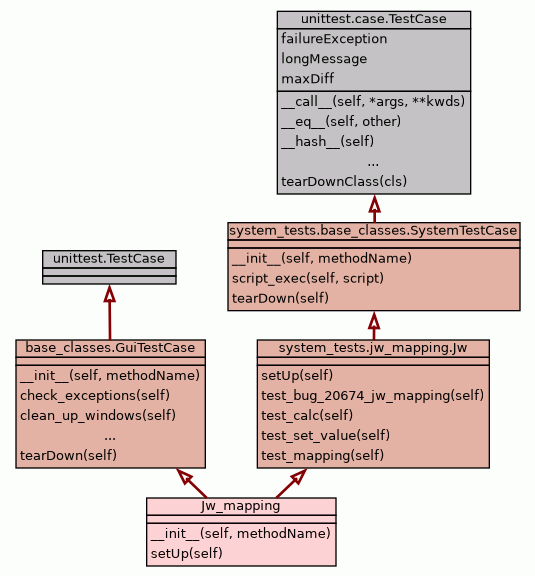 unittest.case.TestCase
failureException
longMessage
maxDiff
__call__(self, *args, **kwds)
__eq__(self, other)
__hash__(self)
...
tearDownClass(cls)
system_tests.base_classes.SystemTestCase
__init__(self, methodName)
script_exec(self, script)
tearDown(self)
unittest.TestCase
base_classes.GuiTestCase
__init__(self, methodName)
check_exceptions(self)
clean_up_windows(self)
...
tearDown(self)
system_tests.jw_mapping.Jw
setUp(self)
test_bug_20674_jw_mapping(self)
test_calc(self)
test_set_value(self)
test_mapping(self)
Jw_mapping
__init__(self, methodName)
setUp(self)